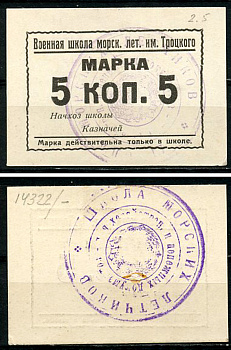 2.5
Военная школа морск. лет. им. Троцкого
МАРКА
5 КОП. 5
Начхоз школы
Казначей
Марка действительна только в школе.
14322/-
ШКОЛА МОРСКИХ ЛЕТЧИКОВ